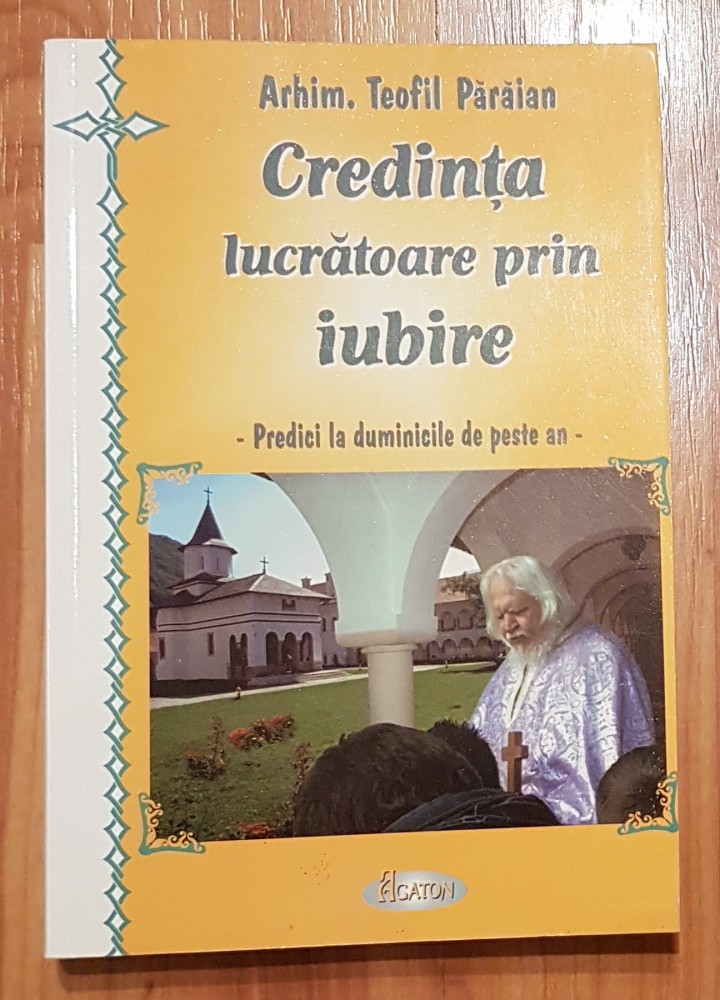 Arhim. Teofil Părăian
Credința
lucrătoare prin
iubire
- Predici la duminicile de peste an -
AGATON